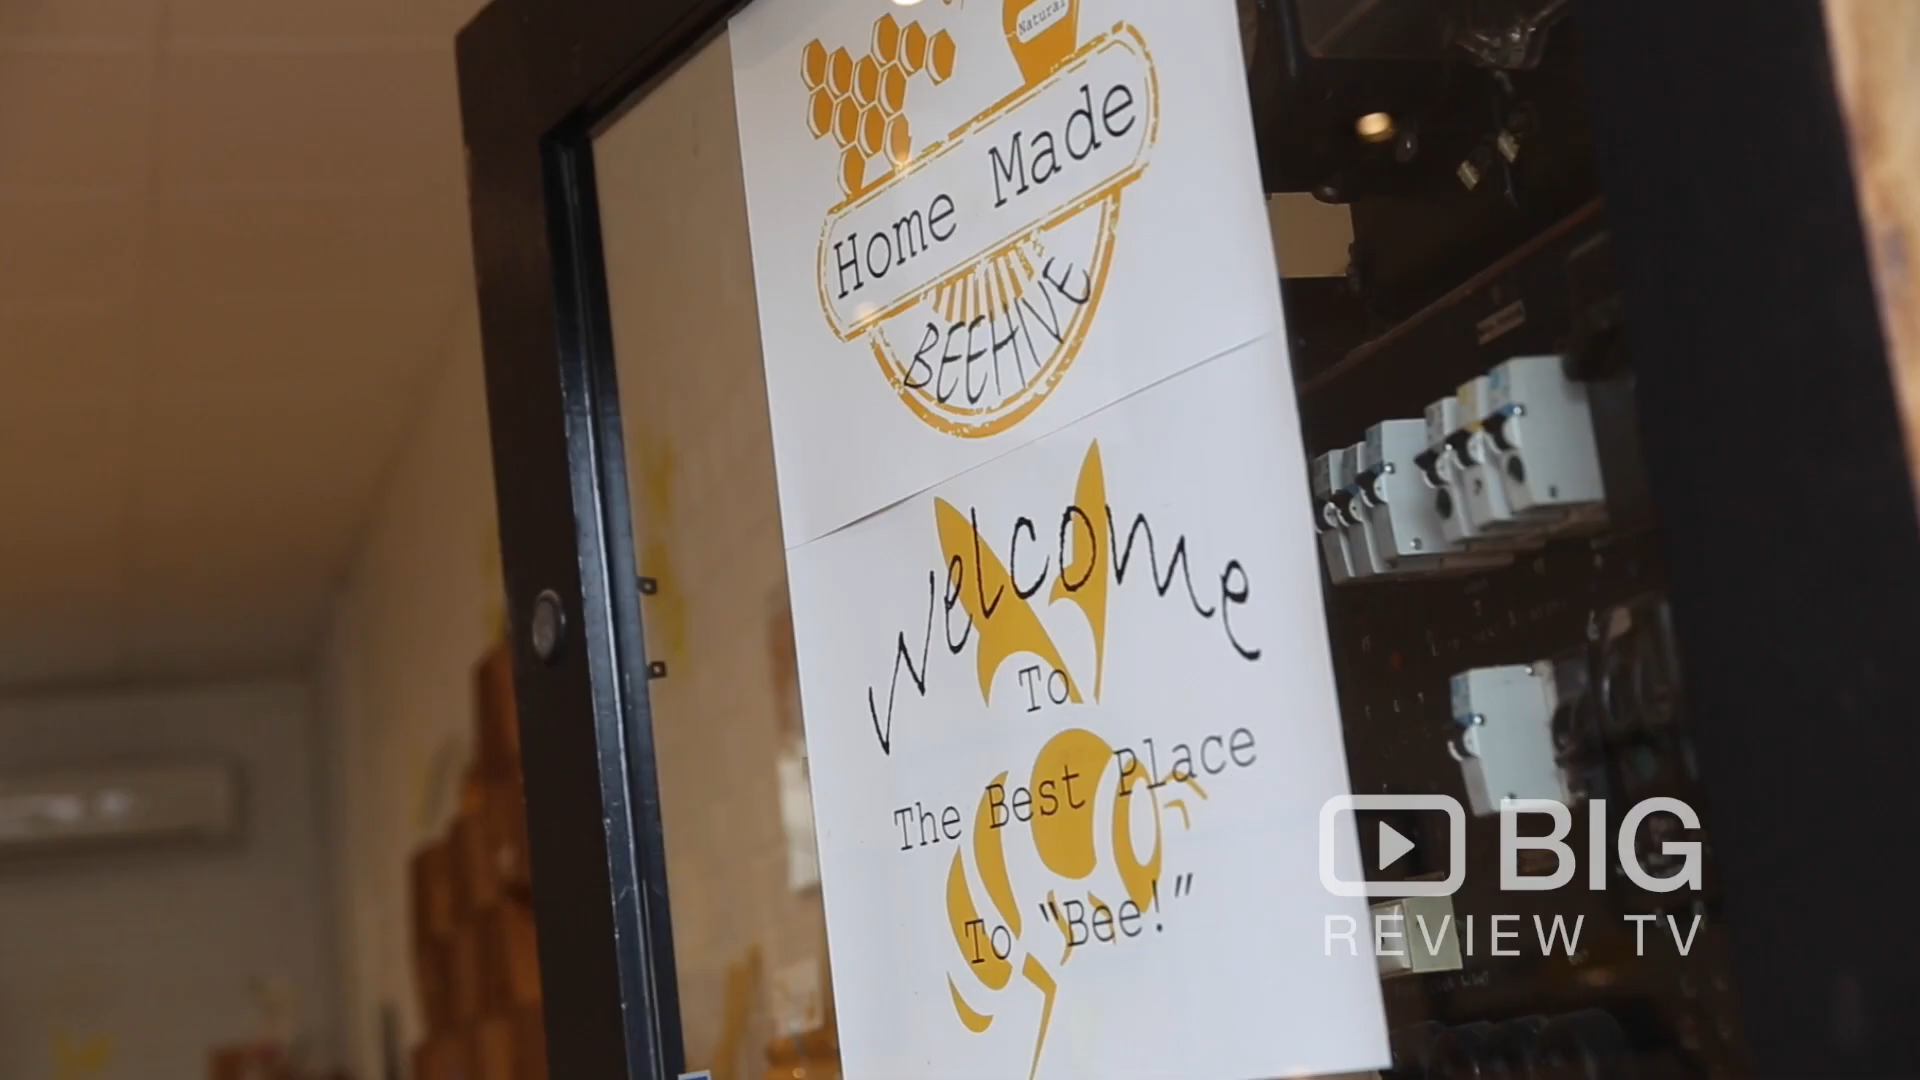 Natural
Home Made
BEEHIVE
Welcome
To
The Best Place
To "Bee!"
BIG
REVIEW TV